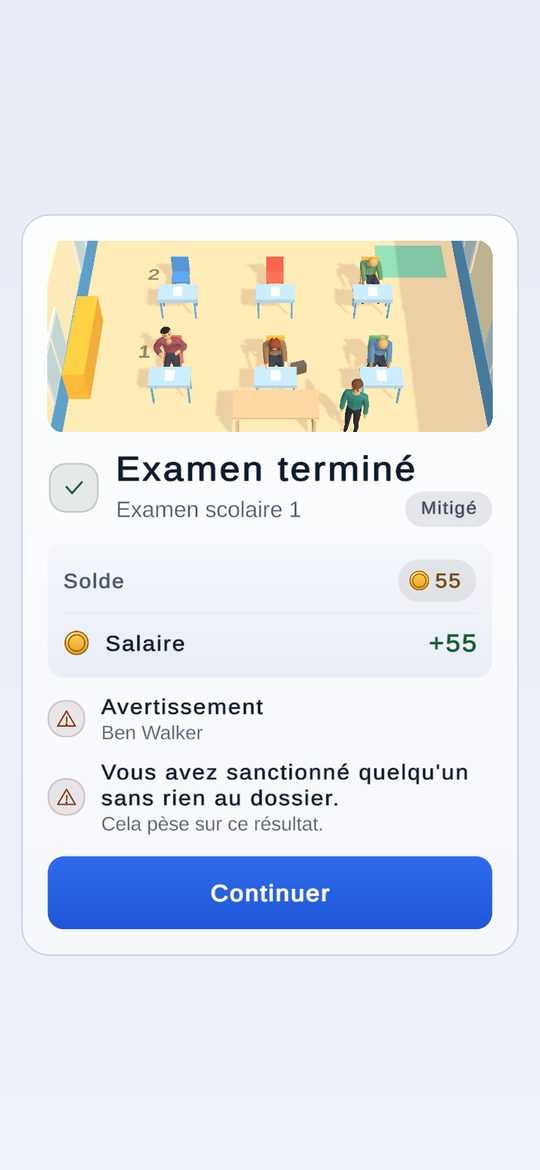 2
1
Examen terminé
Examen scolaire 1
Mitigé
Solde
55
Salaire
+55
Avertissement
Ben Walker
Vous avez sanctionné quelqu'un
sans rien au dossier.
Cela pèse sur ce résultat.
Continuer